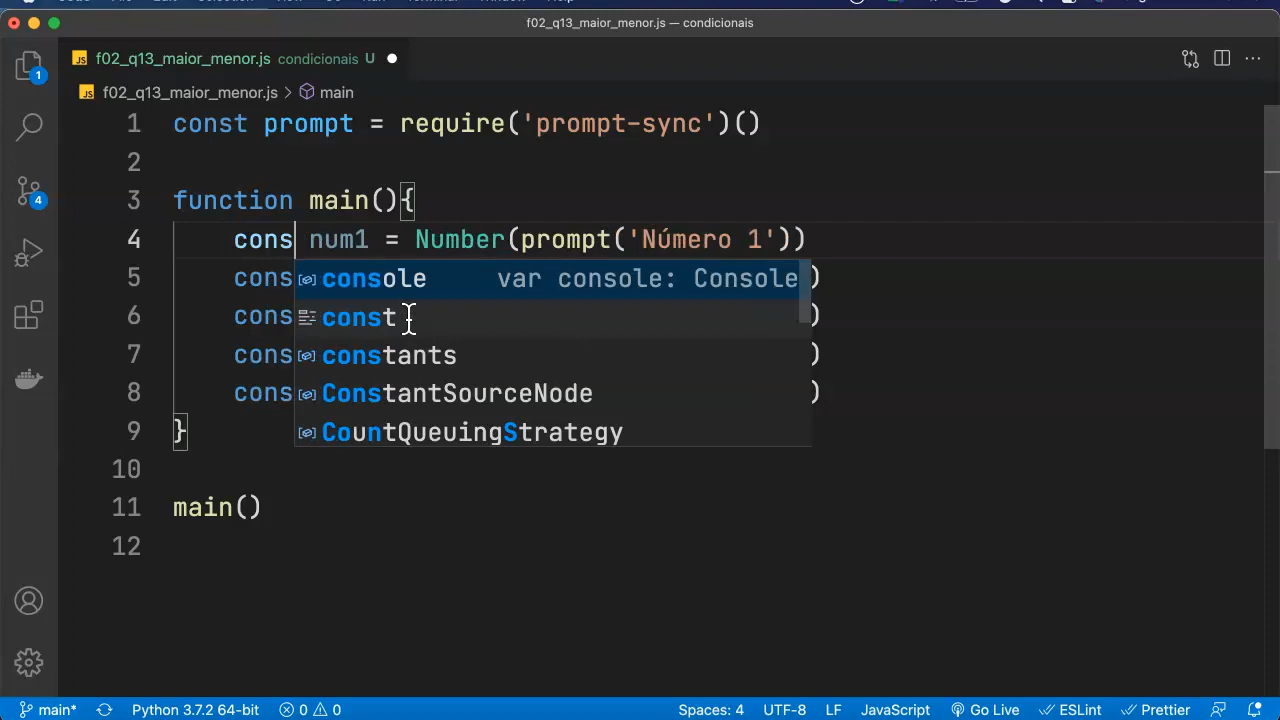 f02_q13_maior_menor.js — condicionais
f02_q13_maior_menor.js condicionais U
f02_q13_maior_menor.js > main
1 const prompt = require('prompt-sync')()
2
3 function main(){
4 cons num1 = Number(prompt('Número 1'))
5 cons )
6 cons )
7 cons )
8 cons )
9 }
10
11 main()
12
console var console: Console
const
constants
ConstantSourceNode
CountQueuingStrategy
1
4
main* Python 3.7.2 64-bit 0 0 Spaces: 4 UTF-8 LF JavaScript Go Live ESLint Prettier